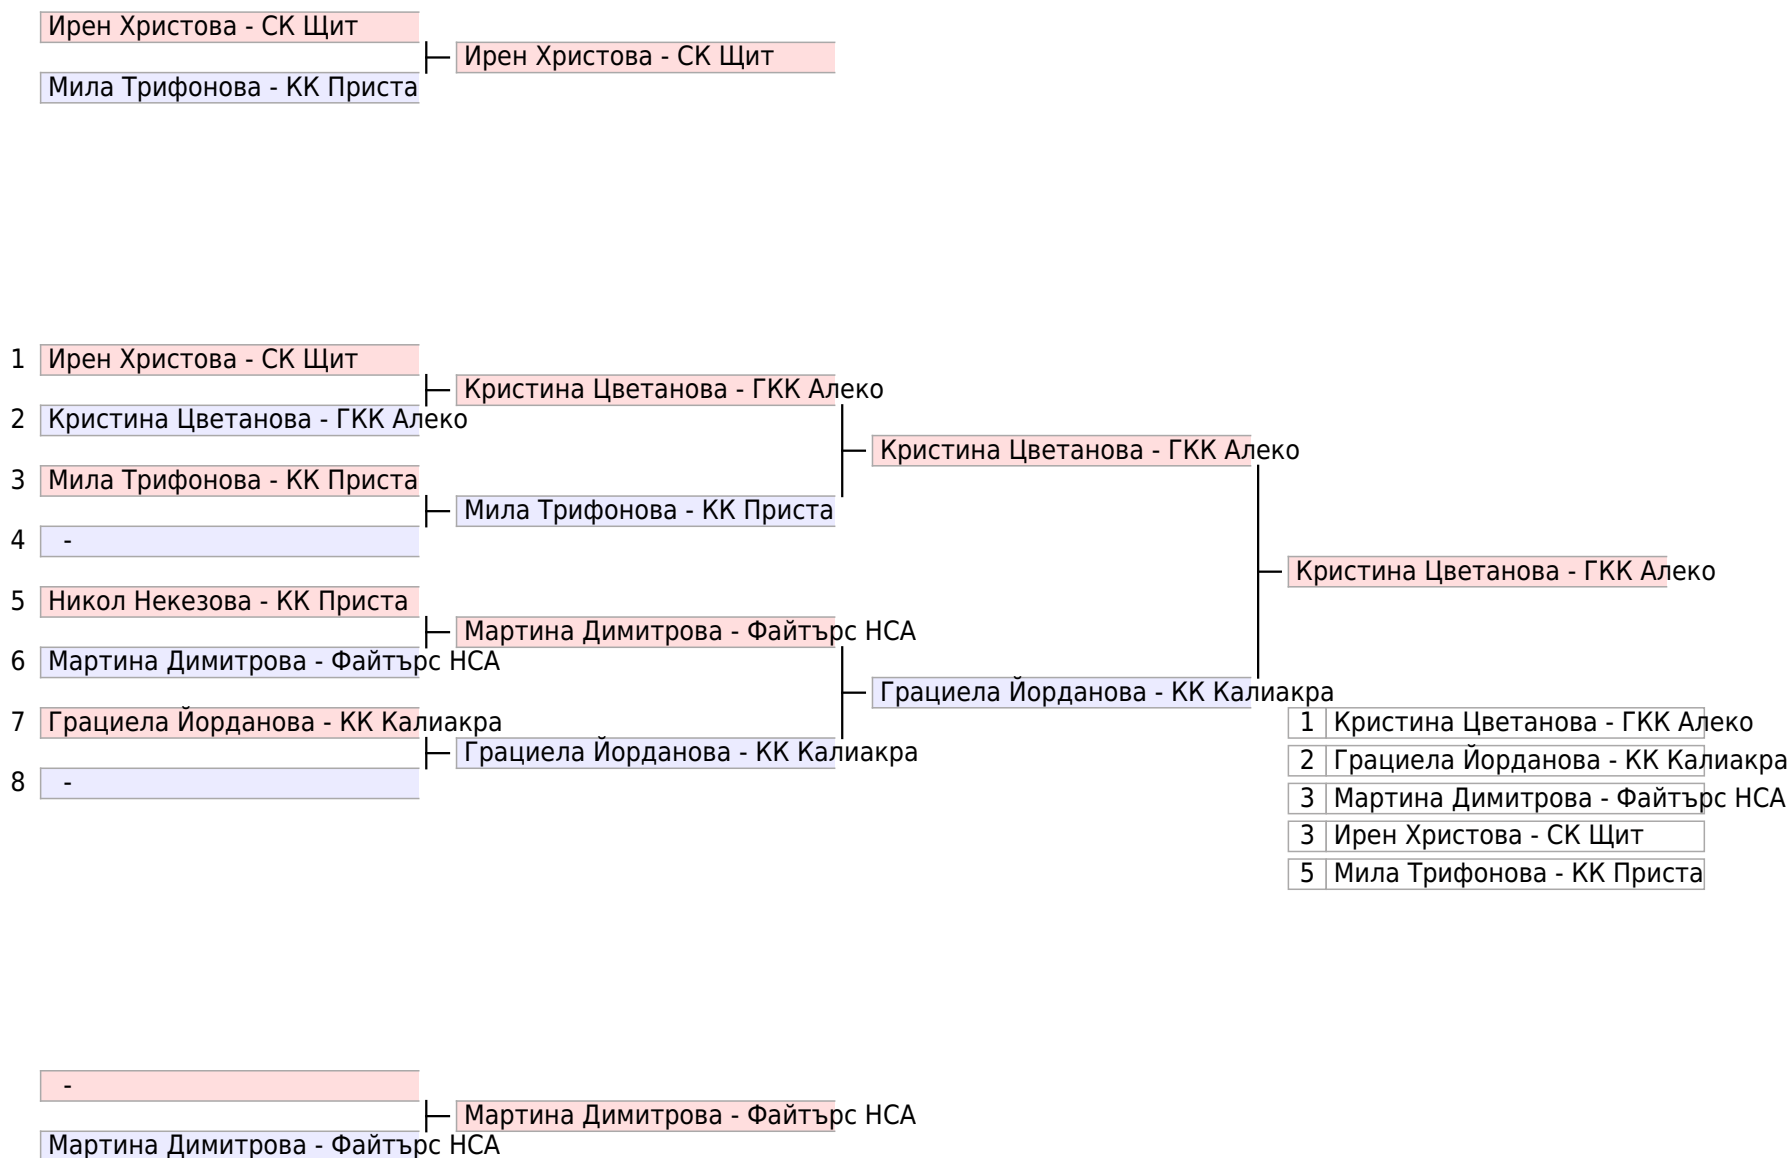 Ирен Христова - СК Щит
Ирен Христова - СК Щит
Мила Трифонова - КК Приста
1 Ирен Христова - СК Щит
Кристина Цветанова - ГКК Алеко
2 Кристина Цветанова - ГКК Алеко
Кристина Цветанова - ГКК Алеко
3 Мила Трифонова - КК Приста
Мила Трифонова - КК Приста
4 -
Кристина Цветанова - ГКК Алеко
5 Никол Некезова - КК Приста
Мартина Димитрова - Файтърс НСА
6 Мартина Димитрова - Файтърс НСА
Грациела Йорданова - КК Калиакра
7 Грациела Йорданова - КК Калиакра
1 Кристина Цветанова - ГКК Алеко
Грациела Йорданова - КК Калиакра
2 Грациела Йорданова - КК Калиакра
8 -
3 Мартина Димитрова - Файтърс НСА
3 Ирен Христова - СК Щит
5 Мила Трифонова - КК Приста
-
Мартина Димитрова - Файтърс НСА
Мартина Димитрова - Файтърс НСА